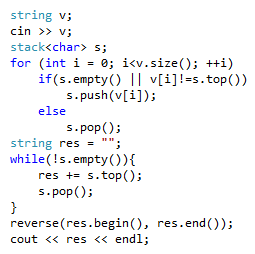 string v;
cin >> v;
stack<char> s;
for (int i = 0; i<v.size(); ++i)
    if(s.empty() || v[i]!=s.top())
        s.push(v[i]);
    else
        s.pop();
string res = "";
while(!s.empty()){
    res += s.top();
    s.pop();
}
reverse(res.begin(), res.end());
cout << res << endl;